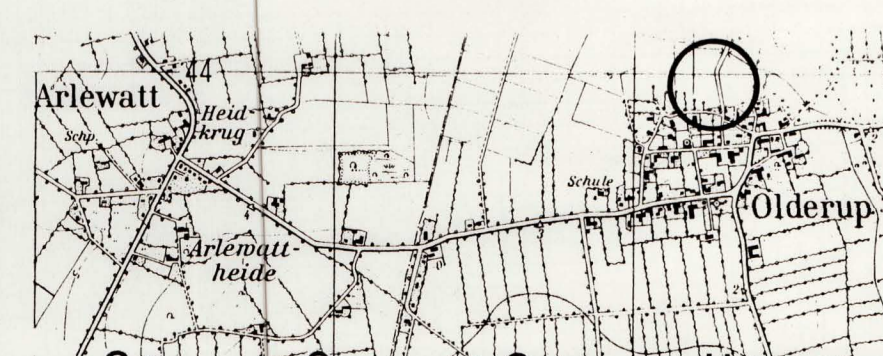 44
Arlewatt
Heid-
krug
Schp.
Schule
Olderup
Arlewatt-
heide